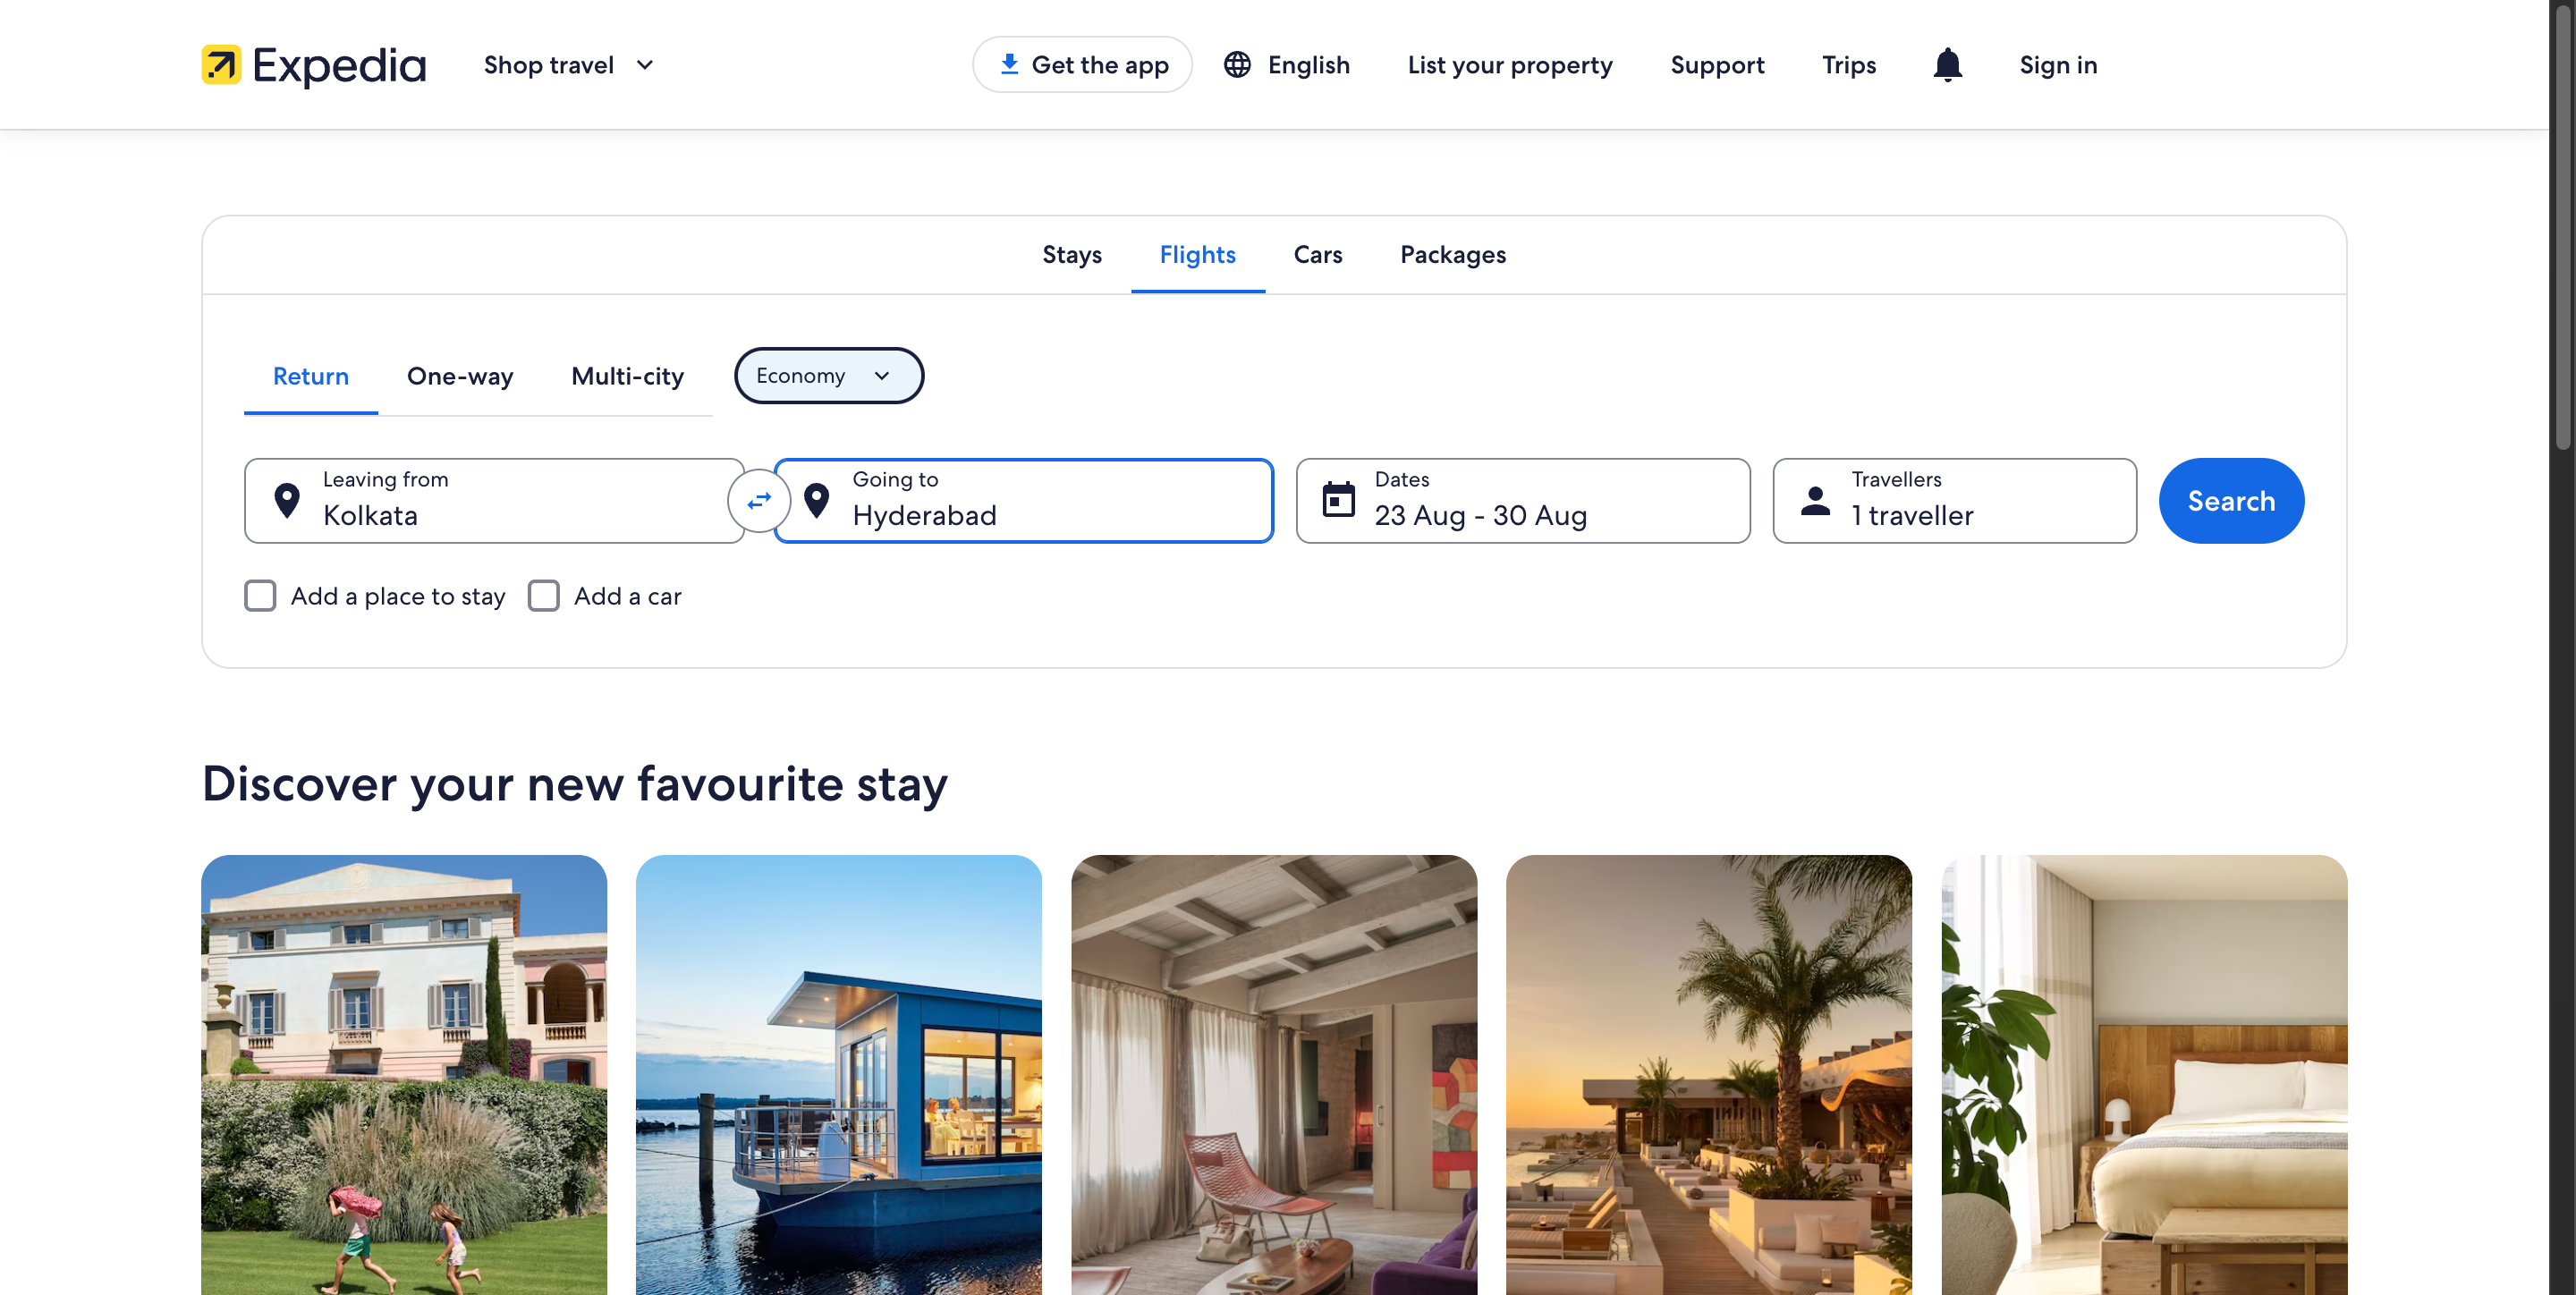 Expedia
Shop travel
Get the app
English
List your property
Support
Trips
Sign in
Stays
Flights
Cars
Packages
Return
One-way
Multi-city
Economy
Leaving from
Kolkata
Going to
Hyderabad
Dates
23 Aug - 30 Aug
Travellers
1 traveller
Search
Add a place to stay
Add a car
Discover your new favourite stay